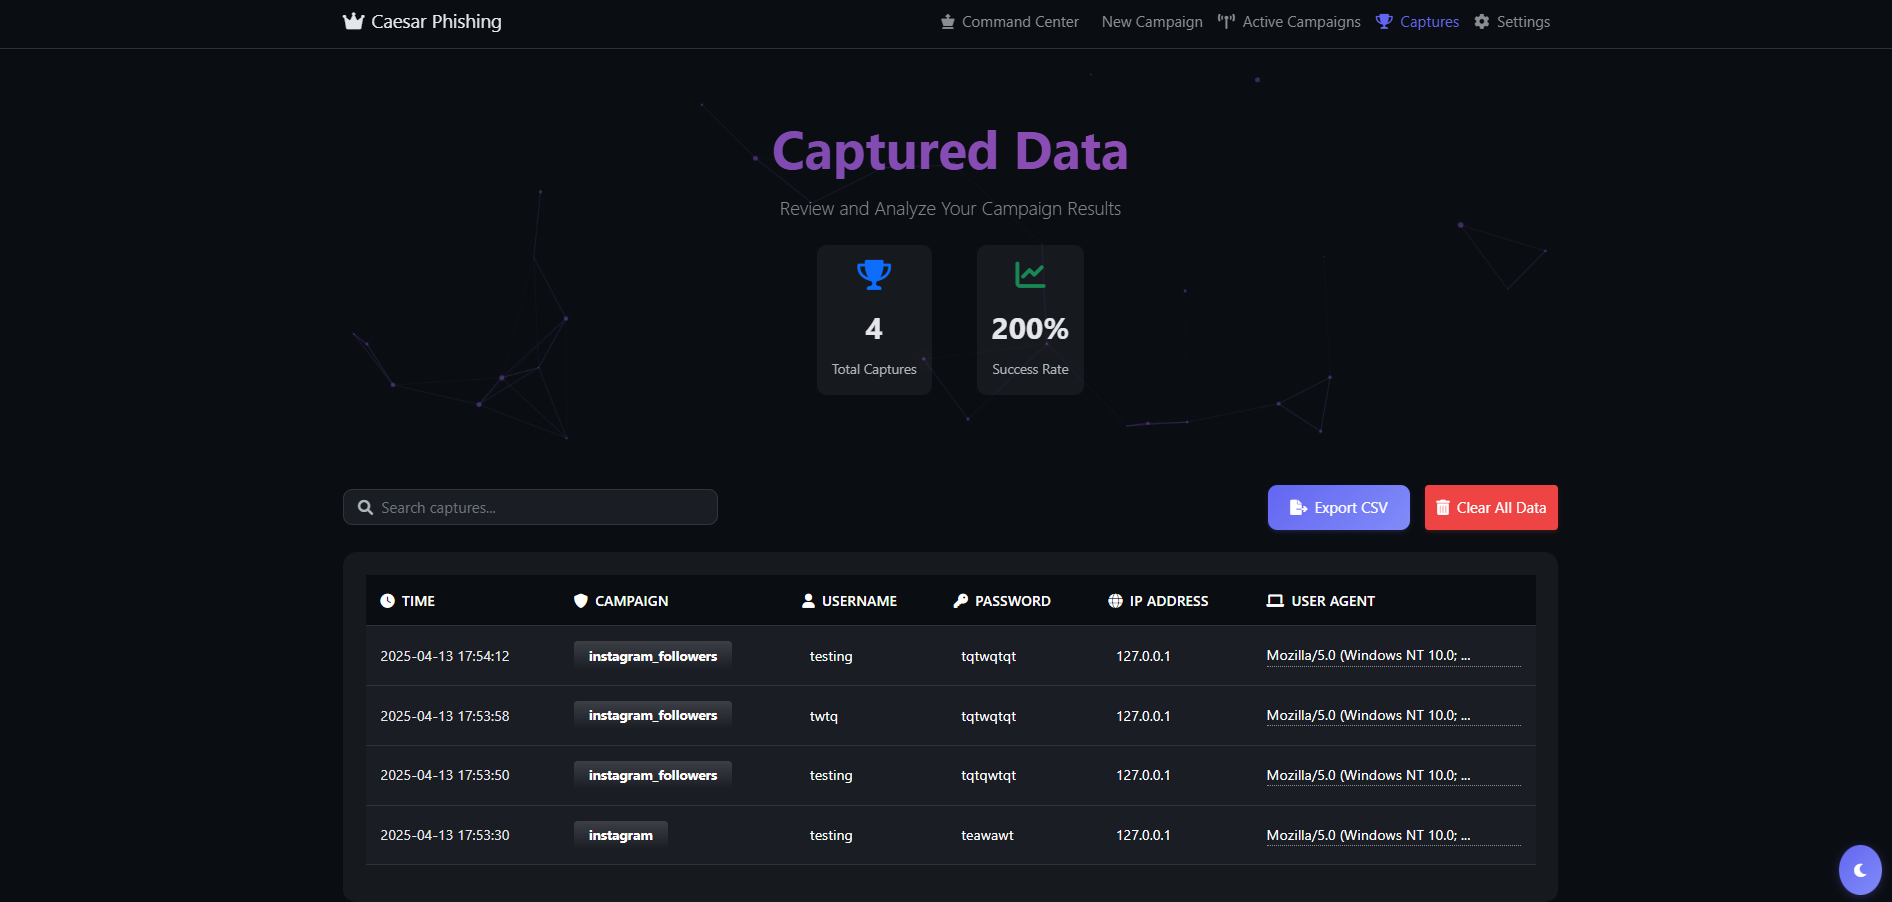 Caesar Phishing
Command Center New Campaign Active Campaigns Captures Settings
Captured Data
Review and Analyze Your Campaign Results
4
Total Captures
200%
Success Rate
Search captures...
Export CSV
Clear All Data
TIME CAMPAIGN USERNAME PASSWORD IP ADDRESS USER AGENT
2025-04-13 17:54:12 instagram_followers testing tqtwqtqt 127.0.0.1 Mozilla/5.0 (Windows NT 10.0; ...
2025-04-13 17:53:58 instagram_followers twtq tqtwqtqt 127.0.0.1 Mozilla/5.0 (Windows NT 10.0; ...
2025-04-13 17:53:50 instagram_followers testing tqtqwtqt 127.0.0.1 Mozilla/5.0 (Windows NT 10.0; ...
2025-04-13 17:53:30 instagram testing teawawt 127.0.0.1 Mozilla/5.0 (Windows NT 10.0; ...